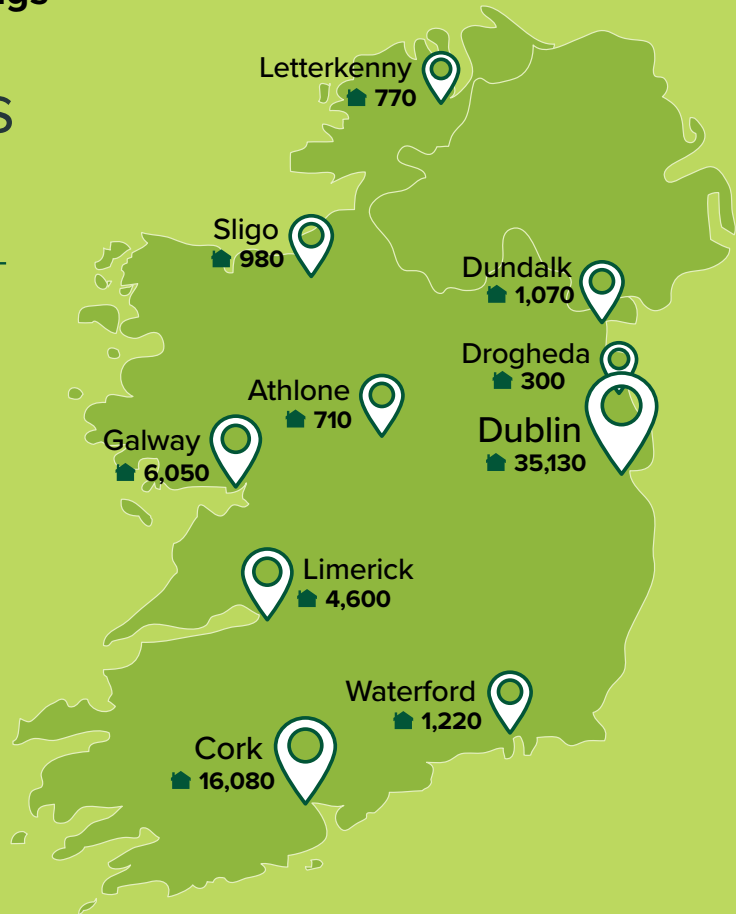 Letterkenny
770
Sligo
980
Dundalk
1,070
Drogheda
300
Athlone
710
Dublin
35,130
Galway
6,050
Limerick
4,600
Waterford
1,220
Cork
16,080